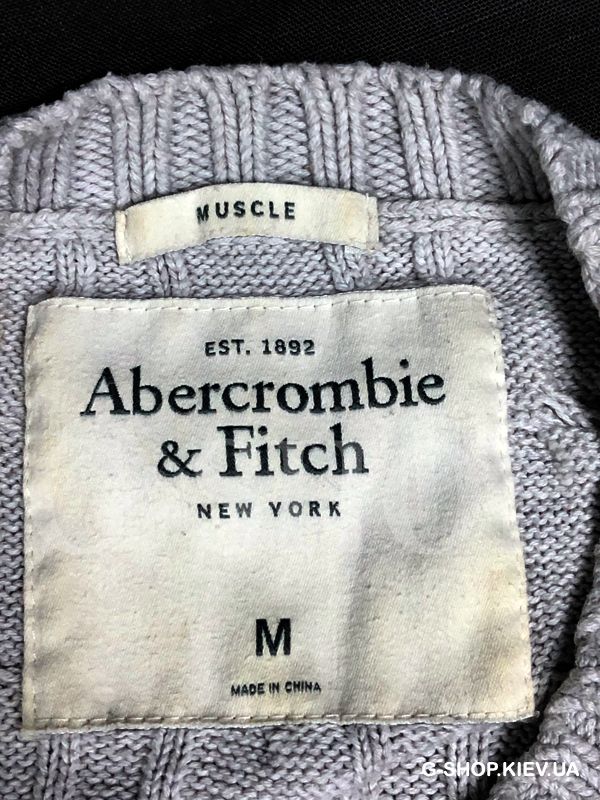 MUSCLE
EST. 1892
Abercrombie
& Fitch
NEW YORK
M
MADE IN CHINA
G-SHOP.KIEV.UA